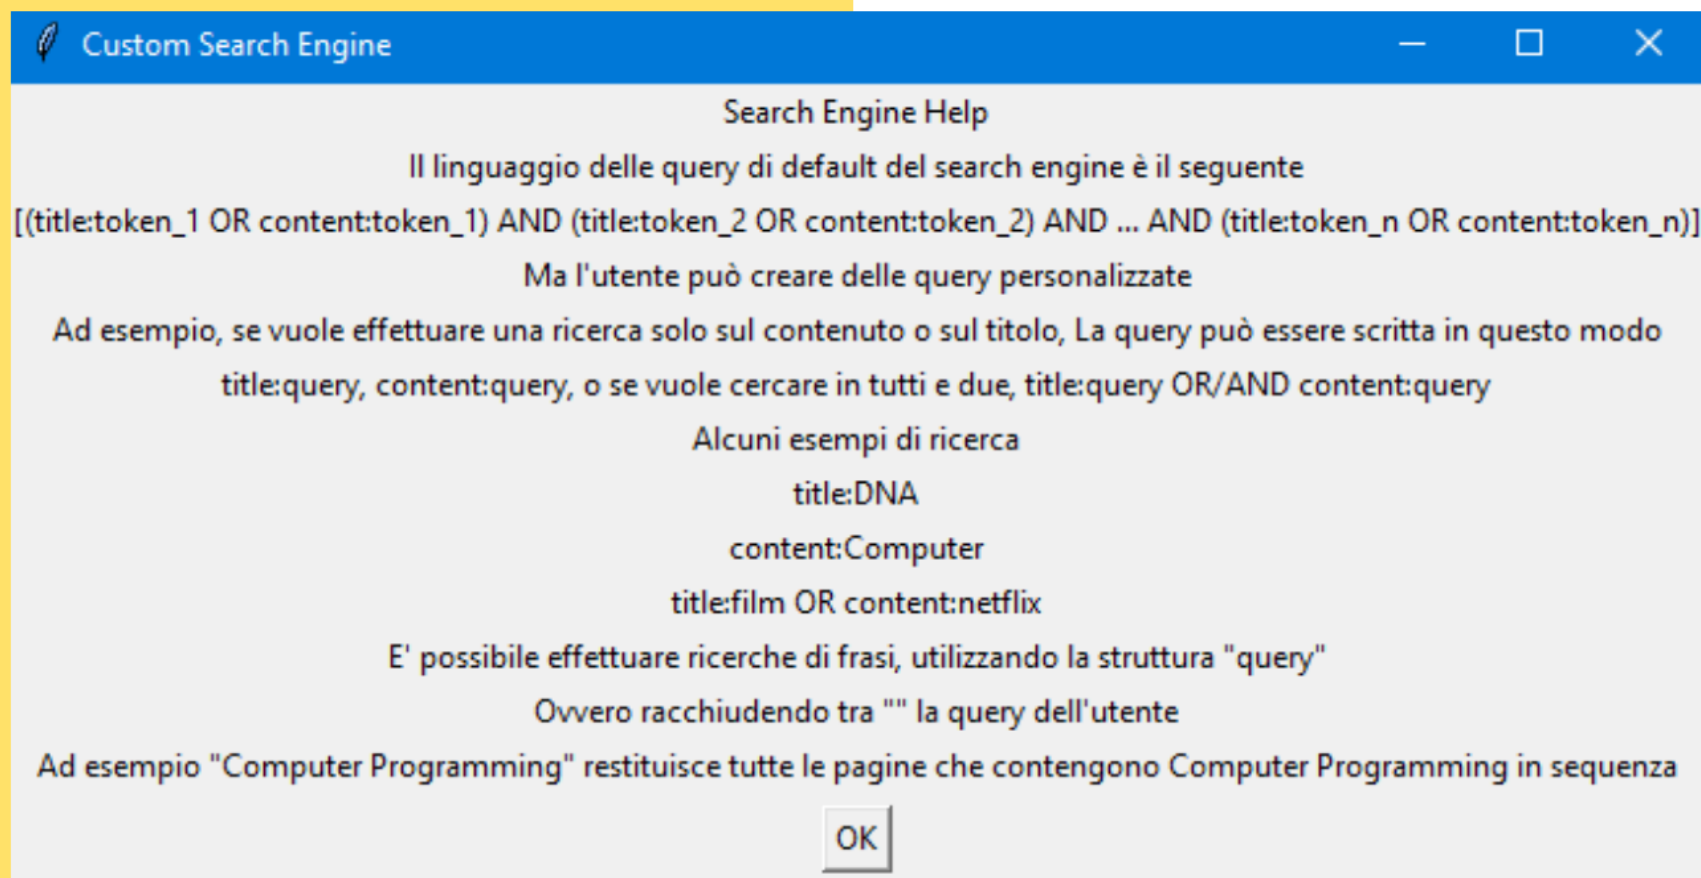 Custom Search Engine
Search Engine Help
Il linguaggio delle query di default del search engine è il seguente
[(title:token_1 OR content:token_1) AND (title:token_2 OR content:token_2) AND ... AND (title:token_n OR content:token_n)]
Ma l'utente può creare delle query personalizzate
Ad esempio, se vuole effettuare una ricerca solo sul contenuto o sul titolo, La query può essere scritta in questo modo
title:query, content:query, o se vuole cercare in tutti e due, title:query OR/AND content:query
Alcuni esempi di ricerca
title:DNA
content:Computer
title:film OR content:netflix
E' possibile effettuare ricerche di frasi, utilizzando la struttura "query"
Ovvero racchiudendo tra "" la query dell'utente
Ad esempio "Computer Programming" restituisce tutte le pagine che contengono Computer Programming in sequenza
OK